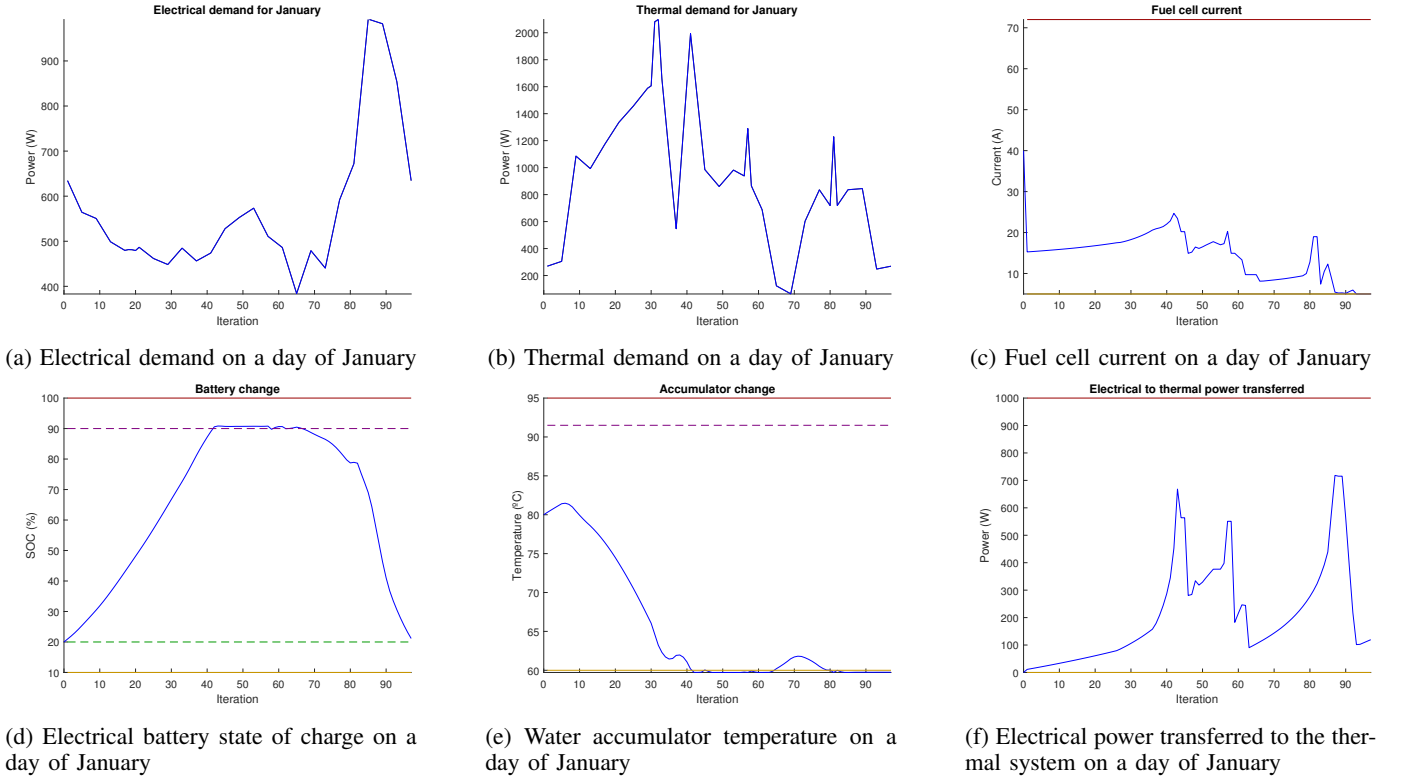 Electrical demand for January
Power (W)
900
800
700
600
500
400
0 10 20 30 40 50 60 70 80 90
Iteration
(a) Electrical demand on a day of January
Thermal demand for January
Power (W)
2000
1800
1600
1400
1200
1000
800
600
400
200
0 10 20 30 40 50 60 70 80 90
Iteration
(b) Thermal demand on a day of January
Fuel cell current
Current (A)
70
60
50
40
30
20
10
0 10 20 30 40 50 60 70 80 90
Iteration
(c) Fuel cell current on a day of January
Battery change
SOC (%)
100
90
80
70
60
50
40
30
20
10
0 10 20 30 40 50 60 70 80 90
Iteration
(d) Electrical battery state of charge on a
day of January
Accumulator change
Temperature (ºC)
95
90
85
80
75
70
65
60
0 10 20 30 40 50 60 70 80 90
Iteration
(e) Water accumulator temperature on a
day of January
Electrical to thermal power transferred
Power (W)
1000
900
800
700
600
500
400
300
200
100
0
0 10 20 30 40 50 60 70 80 90
Iteration
(f) Electrical power transferred to the ther-
mal system on a day of January